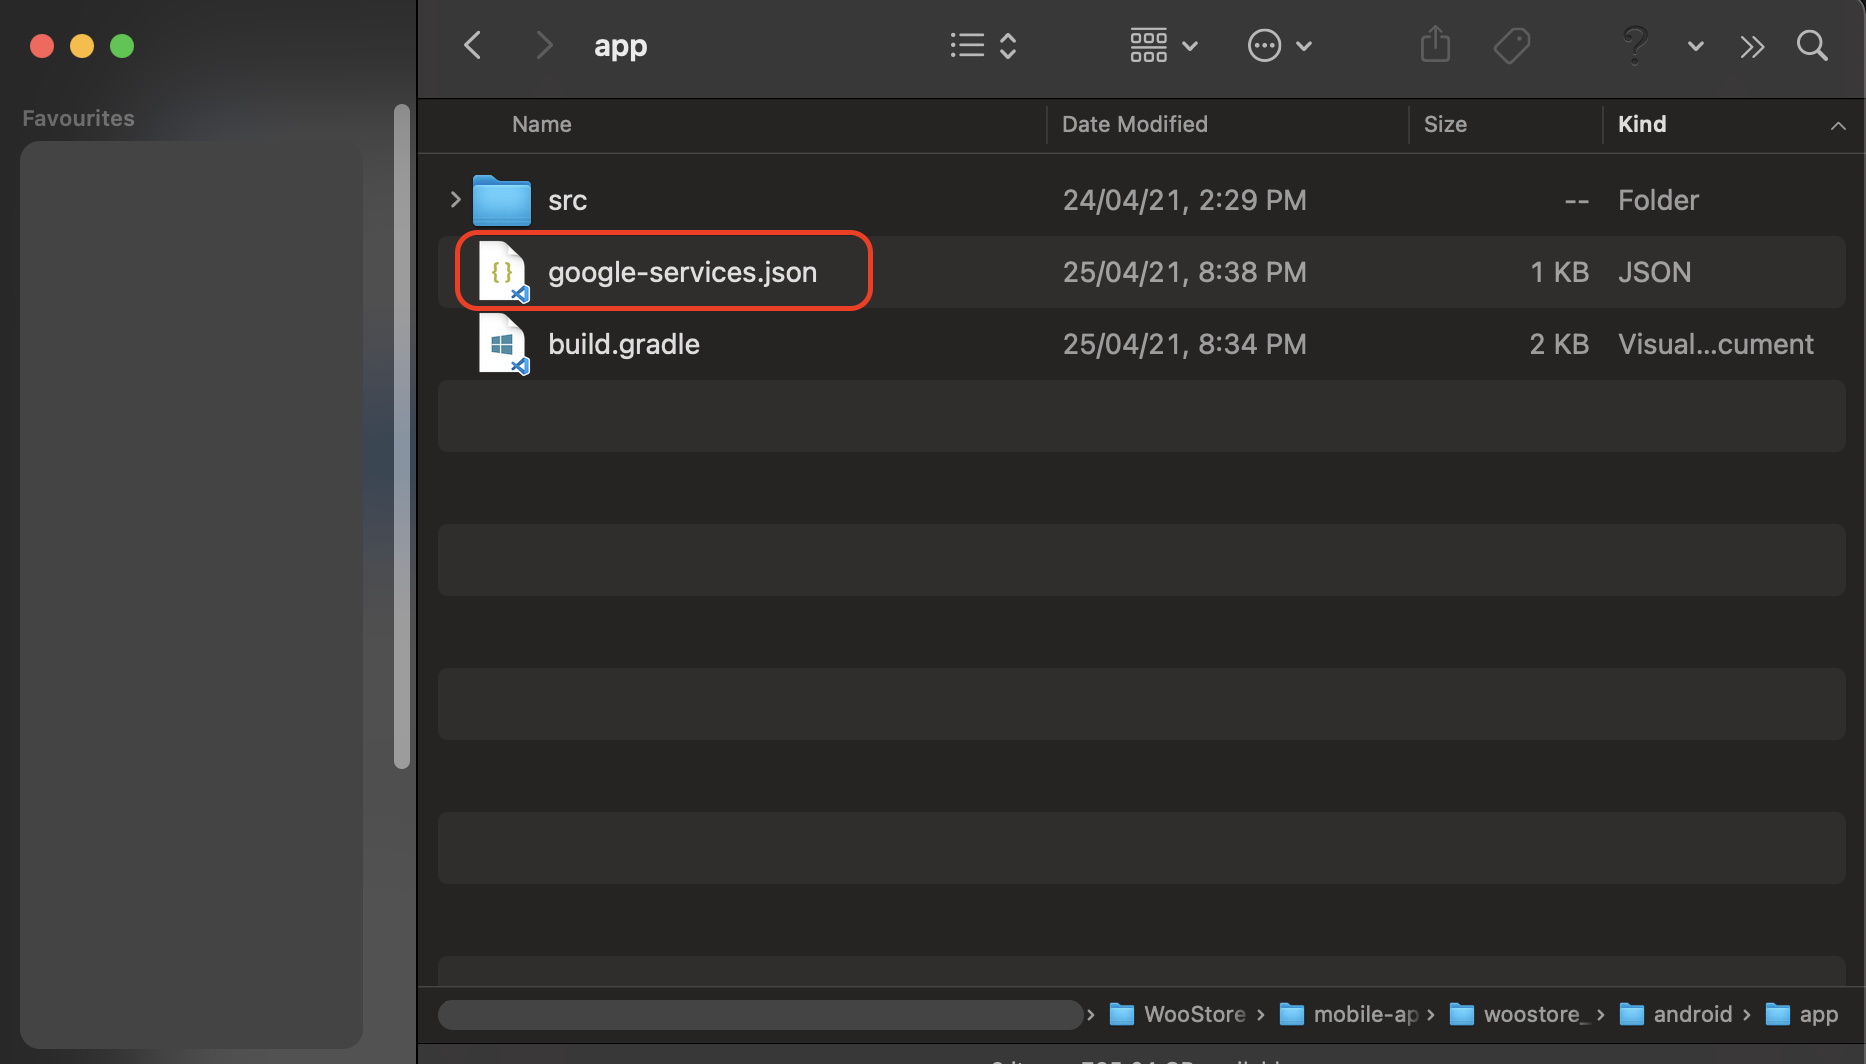 app
Favourites
Name Date Modified Size Kind
src 24/04/21, 2:29 PM -- Folder
google-services.json 25/04/21, 8:38 PM 1 KB JSON
build.gradle 25/04/21, 8:34 PM 2 KB Visual...cument
WooStore › mobile-ap › woostore_ › android › app